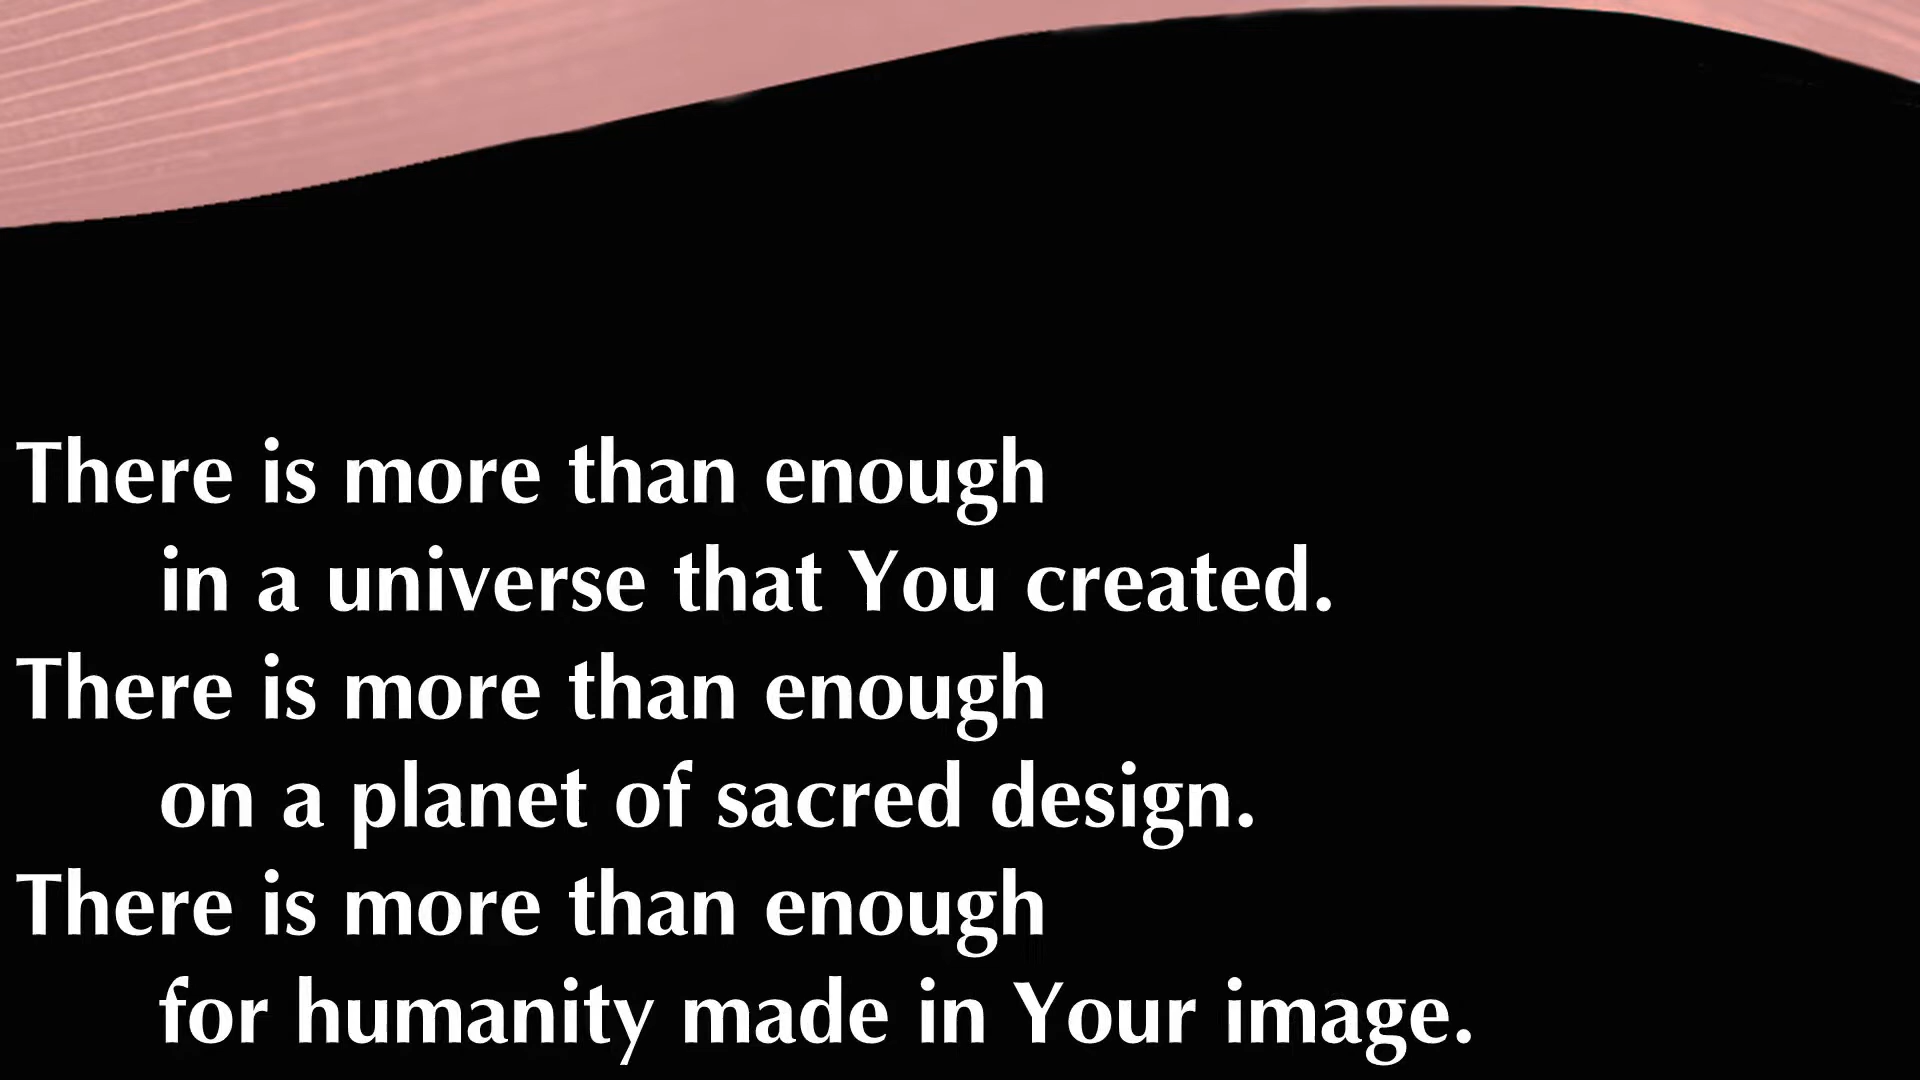 There is more than enough
in a universe that You created.
There is more than enough
on a planet of sacred design.
There is more than enough
for humanity made in Your image.